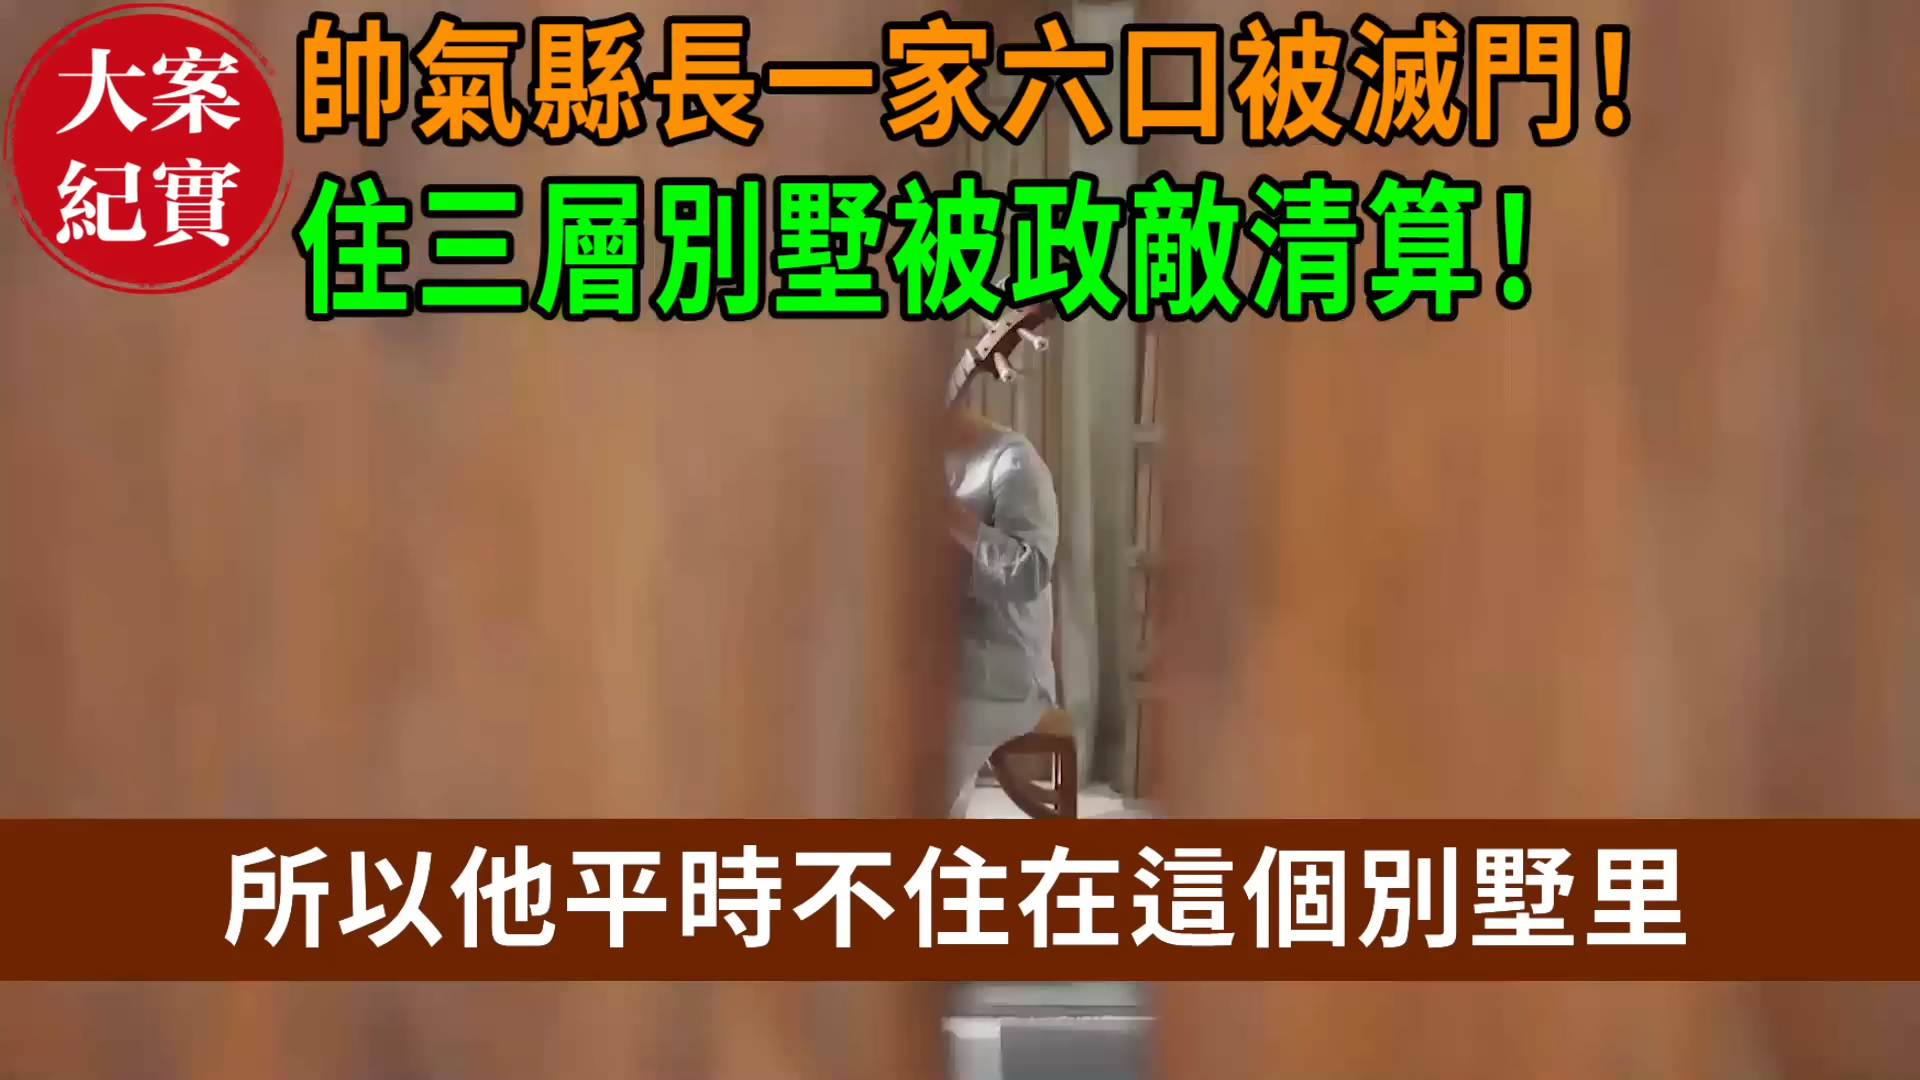 大案
紀實
帥氣縣長一家六口被滅門！
住三層別墅被政敵清算！
所以他平時不住在這個別墅里